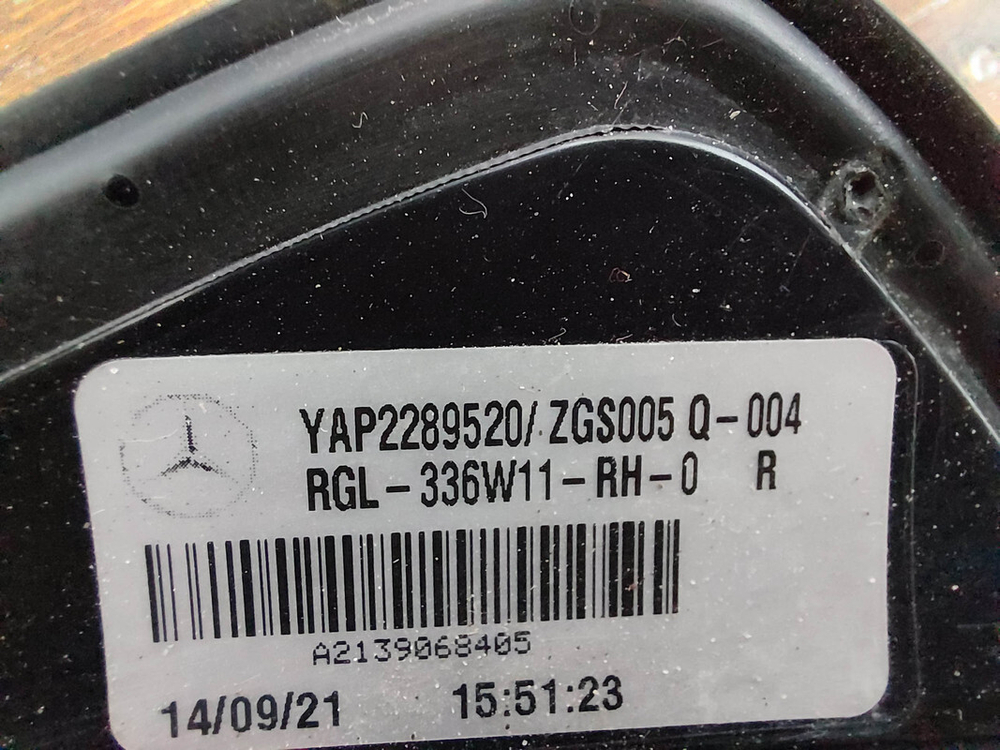 YAP2289520/ ZGS005 Q-004
RGL-336W11-RH-0 R
A2139068405
14/09/21 15:51:23